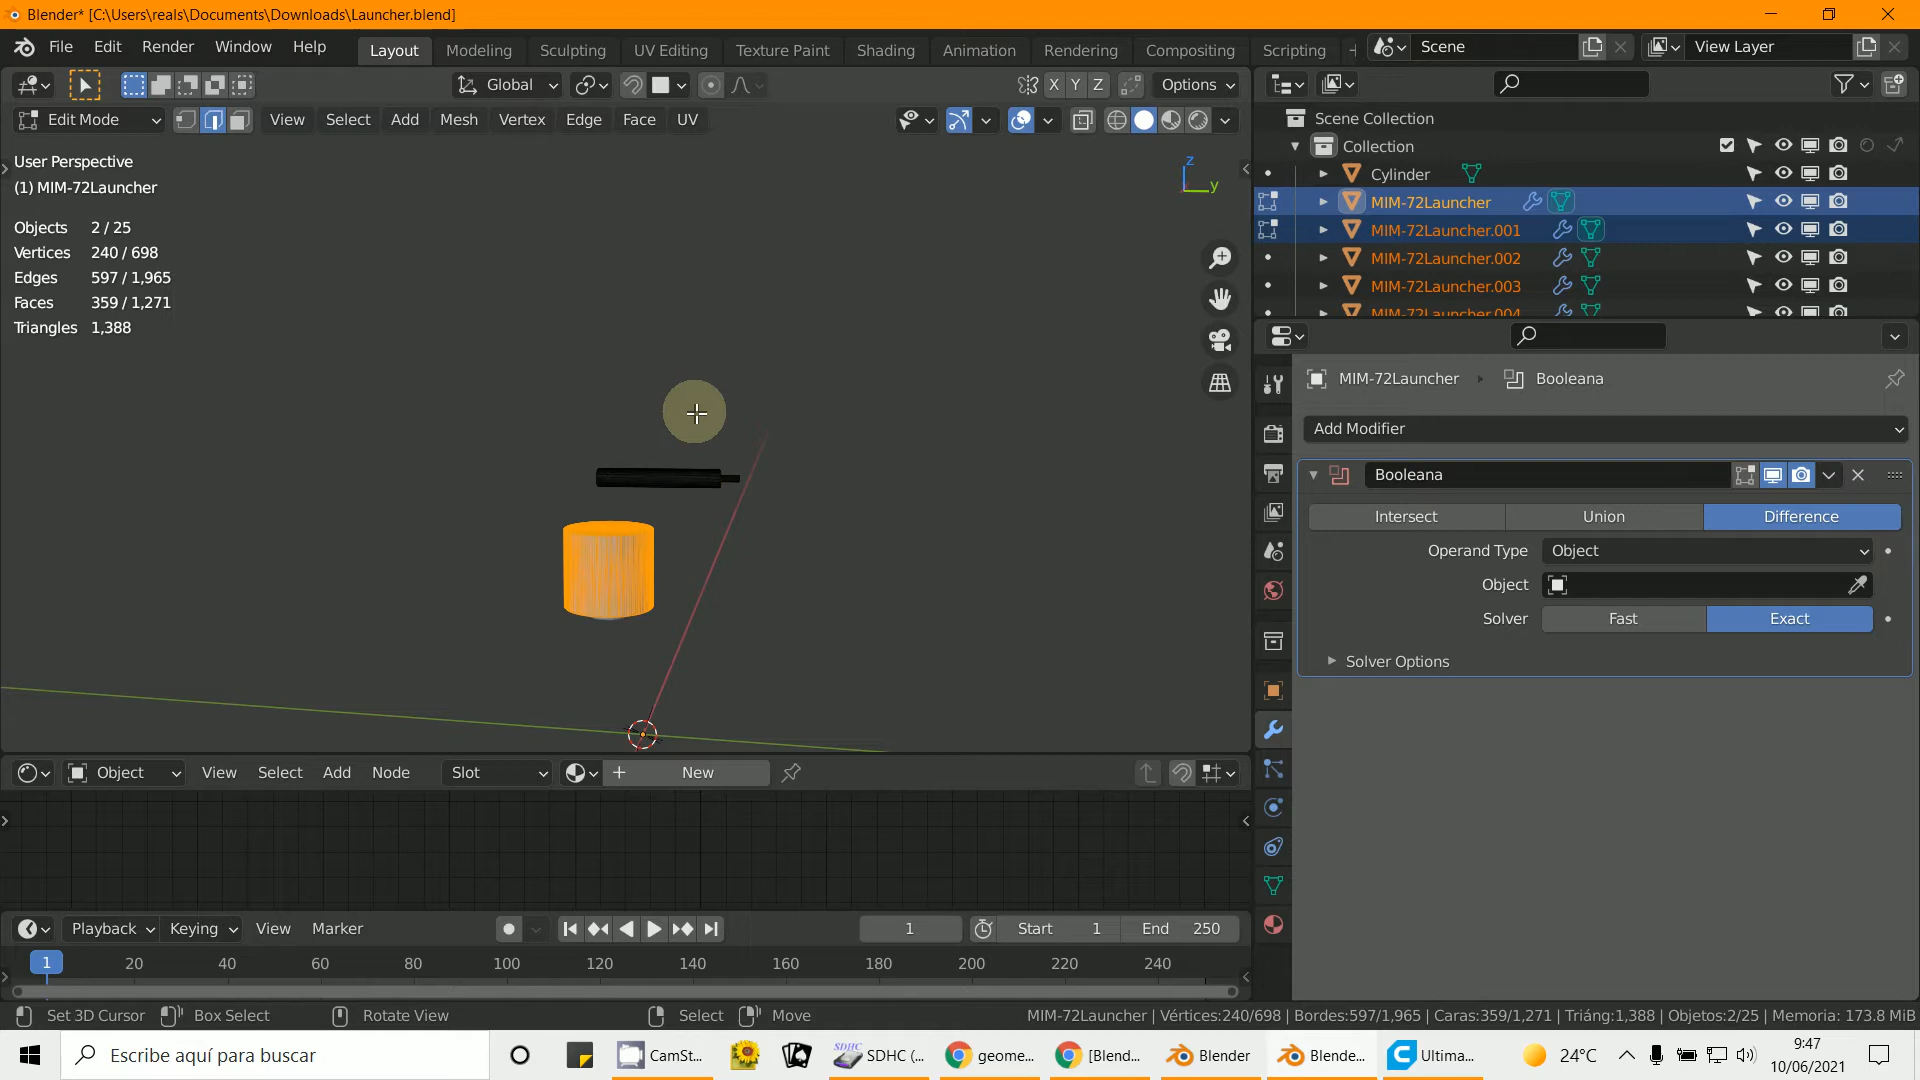 Blender* [C:\Users\reals\Documents\Downloads\Launcher.blend]
File Edit Render Window Help Layout Modeling Sculpting UV Editing Texture Paint Shading Animation Rendering Compositing Scripting Scene View Layer
Global X Y Z Options
Edit Mode View Select Add Mesh Vertex Edge Face UV
User Perspective
(1) MIM-72Launcher
Objects 2 / 25
Vertices 240 / 698
Edges 597 / 1,965
Faces 359 / 1,271
Triangles 1,388
z
y
Scene Collection
Collection
Cylinder
MIM-72Launcher
MIM-72Launcher.001
MIM-72Launcher.002
MIM-72Launcher.003
MIM-72Launcher.004
MIM-72Launcher Booleana
Add Modifier
Booleana
Intersect Union Difference
Operand Type Object
Object
Solver Fast Exact
Solver Options
Object View Select Add Node Slot New
Playback Keying View Marker 1 Start 1 End 250
1 20 40 60 80 100 120 140 160 180 200 220 240
Set 3D Cursor Box Select Rotate View Select Move MIM-72Launcher | Vértices:240/698 | Bordes:597/1,965 | Caras:359/1,271 | Triáng:1,388 | Objetos:2/25 | Memoria: 173.8 MiB
Escribe aquí para buscar CamSt... SDHC (... geome... [Blend... Blender Blende... Ultima... 24°C 9:47
10/06/2021